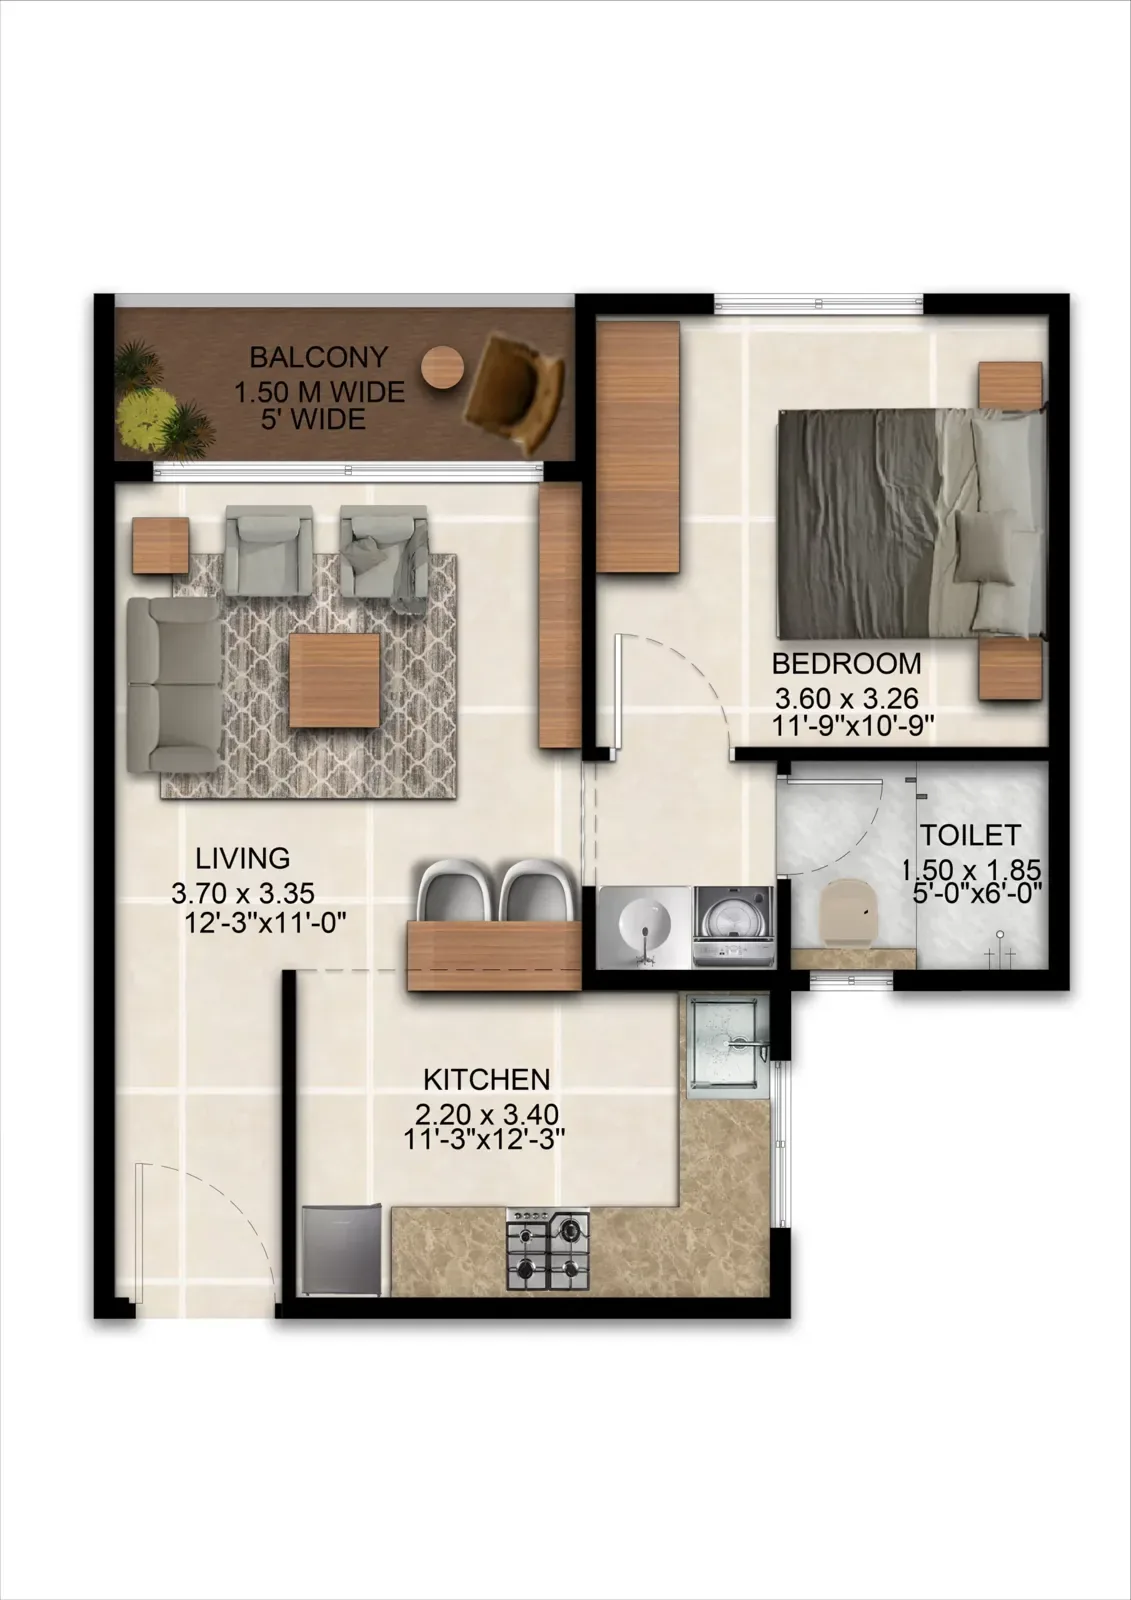 BALCONY
1.50 M WIDE
5' WIDE
BEDROOM
3.60 x 3.26
11'-9"x10'-9"
TOILET
1.50 x 1.85
5'-0"x6'-0"
LIVING
3.70 x 3.35
12'-3"x11'-0"
KITCHEN
2.20 x 3.40
11'-3"x12'-3"